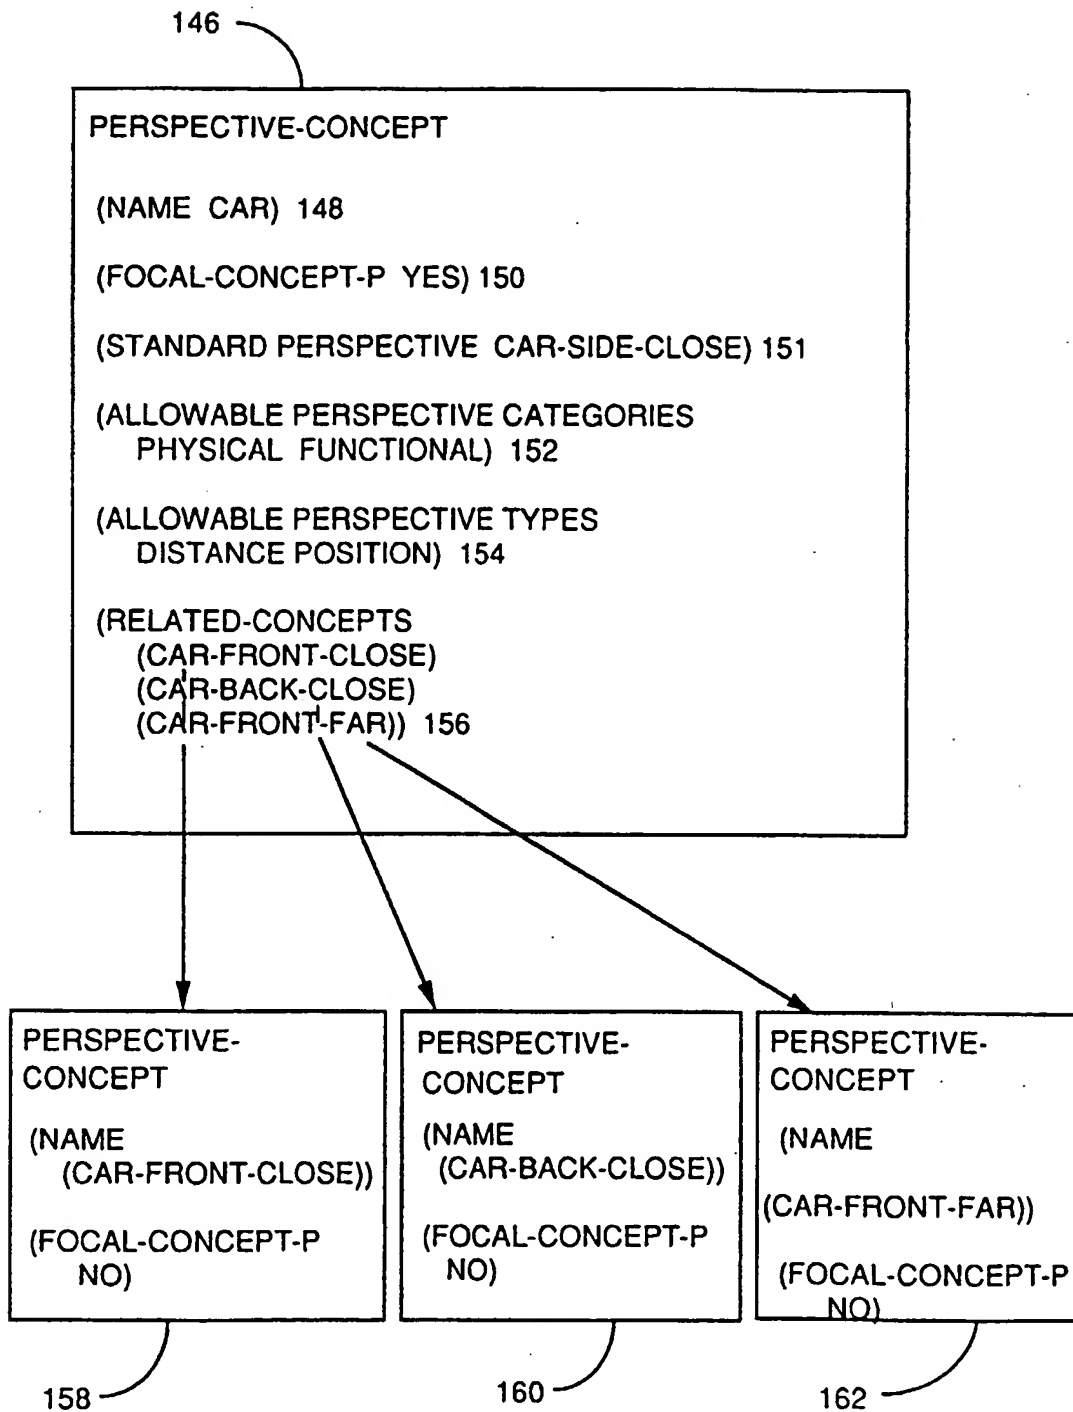 146
PERSPECTIVE-CONCEPT
(NAME CAR) 148
(FOCAL-CONCEPT-P YES) 150
(STANDARD PERSPECTIVE CAR-SIDE-CLOSE) 151
(ALLOWABLE PERSPECTIVE CATEGORIES
PHYSICAL FUNCTIONAL) 152
(ALLOWABLE PERSPECTIVE TYPES
DISTANCE POSITION) 154
(RELATED-CONCEPTS
(CAR-FRONT-CLOSE)
(CAR-BACK-CLOSE)
(CAR-FRONT-FAR)) 156
PERSPECTIVE-
CONCEPT
(NAME
(CAR-FRONT-CLOSE))
(FOCAL-CONCEPT-P
NO)
158
PERSPECTIVE-
CONCEPT
(NAME
(CAR-BACK-CLOSE))
(FOCAL-CONCEPT-P
NO)
160
PERSPECTIVE-
CONCEPT
(NAME
(CAR-FRONT-FAR))
(FOCAL-CONCEPT-P
NO)
162